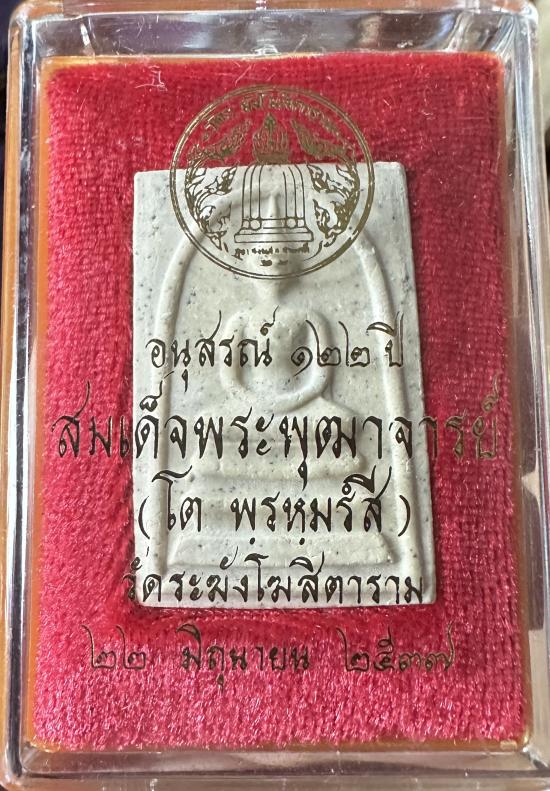 อนุสรณ์ ๑๒๒ ปี
สมเด็จพระพุฒาจารย์
(โต พฺรหฺมรํสี)
วัดระฆังโฆสิตาราม
๒๒ มิถุนายน ๒๕๓๗